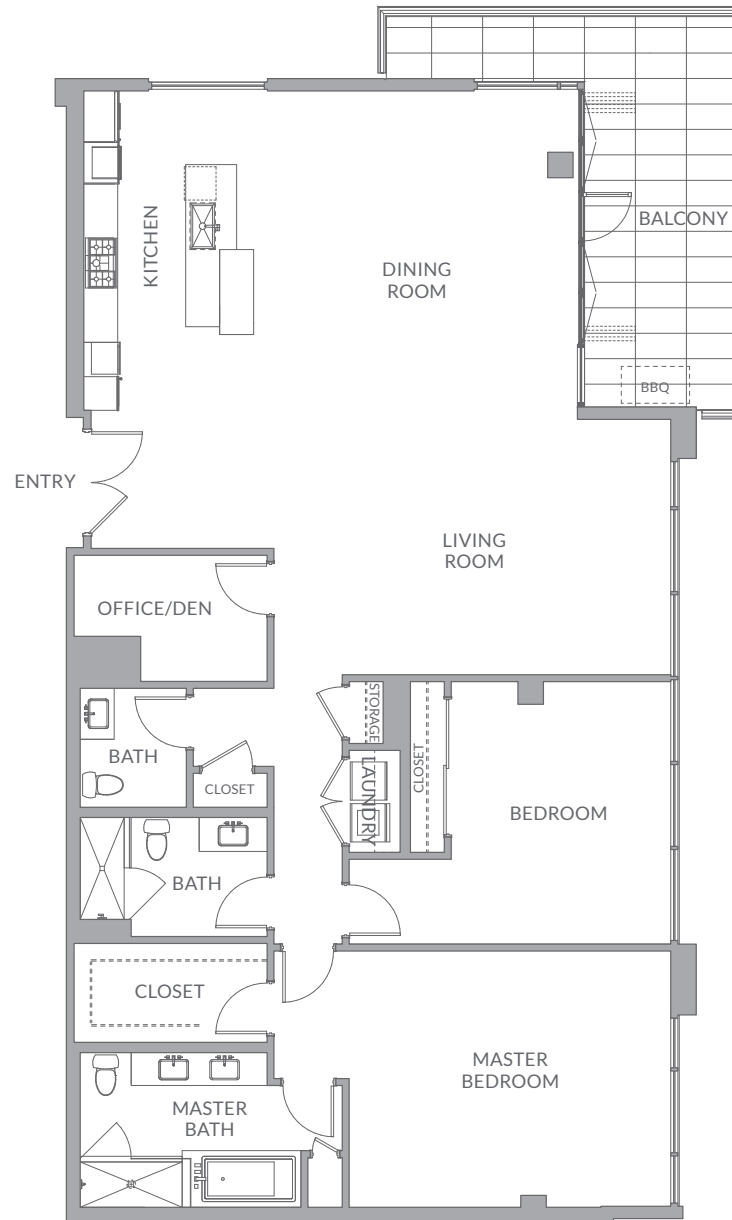 BALCONY
KITCHEN
DINING
ROOM
BBQ
ENTRY
LIVING
ROOM
OFFICE/DEN
STORAGE
BATH
CLOSET
LAUNDRY
CLOSET
BEDROOM
BATH
CLOSET
MASTER
BEDROOM
MASTER
BATH